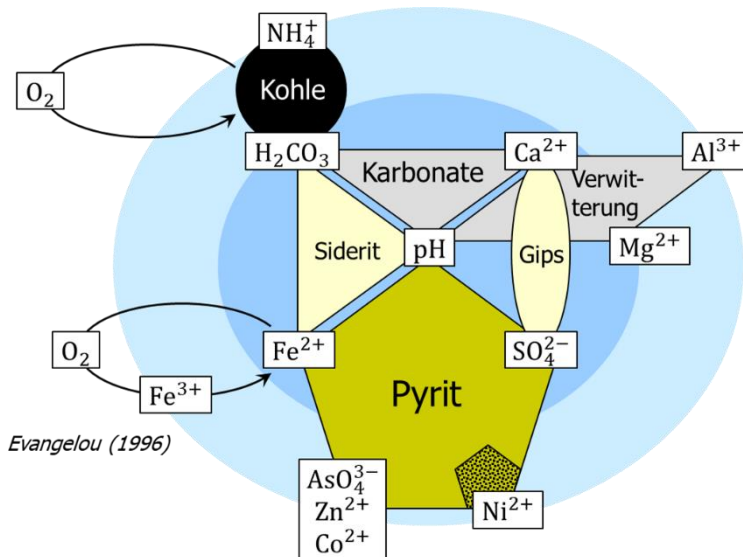 NH₄⁺
O₂
Kohle
H₂CO₃
Ca²⁺
Al³⁺
Karbonate
Verwit-
terung
Siderit
pH
Gips
Mg²⁺
O₂
Fe²⁺
SO₄²⁻
Fe³⁺
Pyrit
Evangelou (1996)
AsO₄³⁻
Zn²⁺
Co²⁺
Ni²⁺